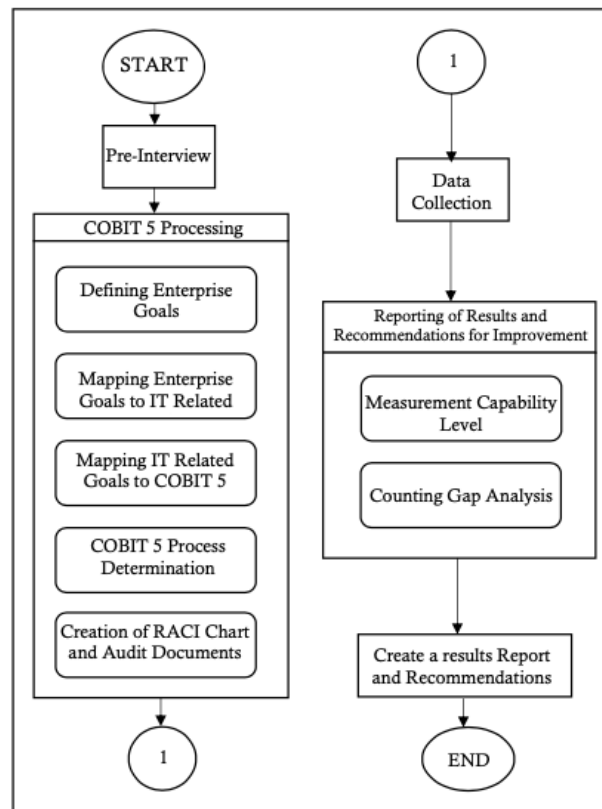 START
Pre-Interview
COBIT 5 Processing
Defining Enterprise
Goals
Mapping Enterprise
Goals to IT Related
Mapping IT Related
Goals to COBIT 5
COBIT 5 Process
Determination
Creation of RACI Chart
and Audit Documents
1
1
Data
Collection
Reporting of Results and
Recommendations for Improvement
Measurement Capability
Level
Counting Gap Analysis
Create a results Report
and Recommendations
END